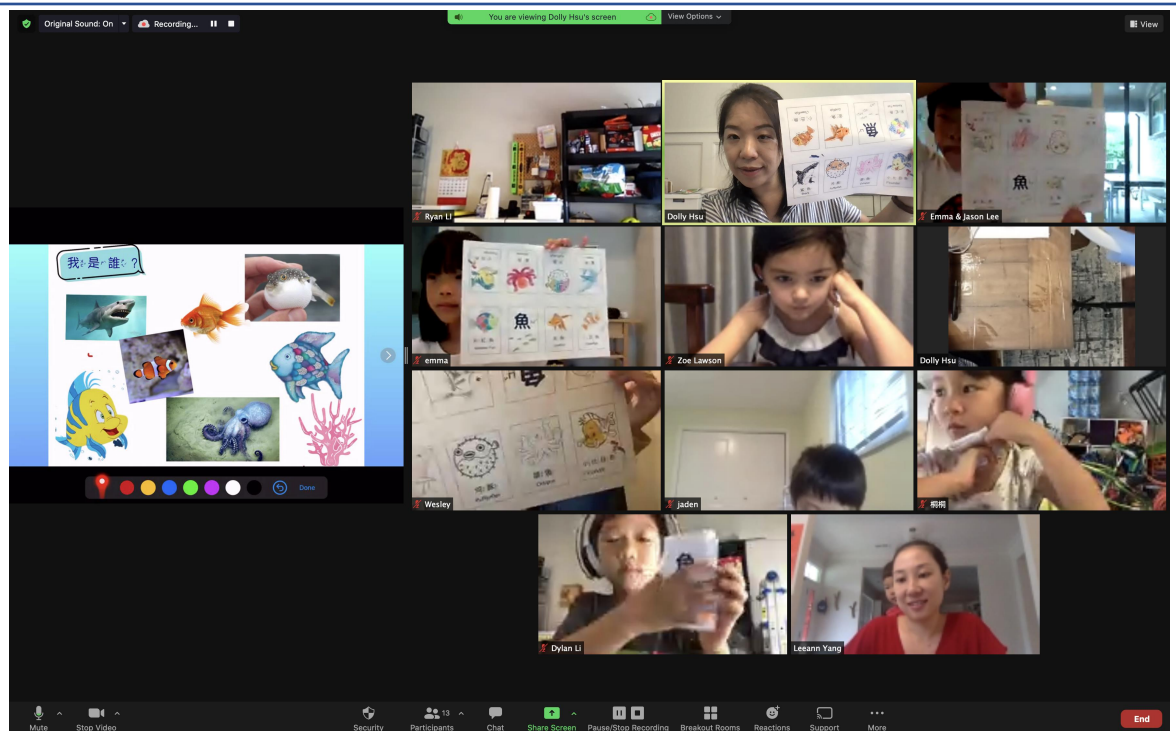 Original Sound: On
Recording...
You are viewing Dolly Hsu's screen
View Options
View
Ryan LI
Dolly Hsu
Emma & Jason Lee
魚
我是誰?
emma
魚
Zoe Lawson
Dolly Hsu
Done
Wesley
jaden
桐桐
魚
Dylan Li
Leeann Yang
Mute
Stop Video
Security
Participants
13
Chat
Share Screen
Pause/Stop Recording
Breakout Rooms
Reactions
Support
More
End